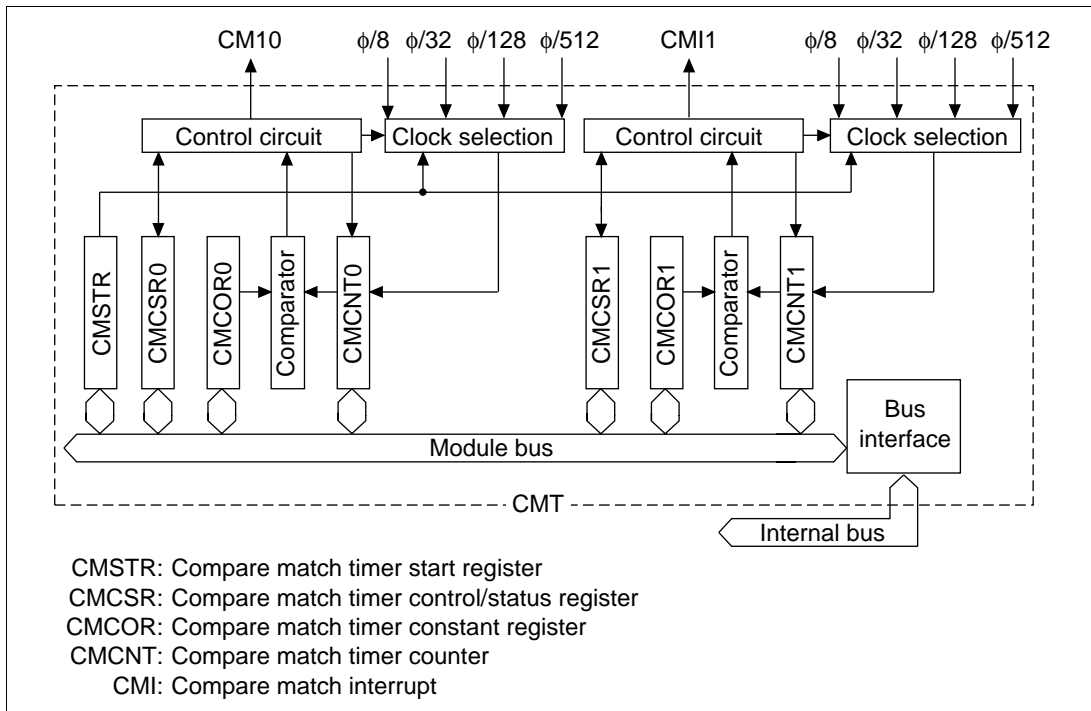 CM10 ϕ/8 ϕ/32 ϕ/128 ϕ/512 CMI1 ϕ/8 ϕ/32 ϕ/128 ϕ/512
Control circuit Clock selection Control circuit Clock selection
CMSTR
CMCSR0
CMCOR0
Comparator
CMCNT0
CMCSR1
CMCOR1
Comparator
CMCNT1
Bus
interface
Module bus
CMT
Internal bus
CMSTR: Compare match timer start register
CMCSR: Compare match timer control/status register
CMCOR: Compare match timer constant register
CMCNT: Compare match timer counter
CMI: Compare match interrupt